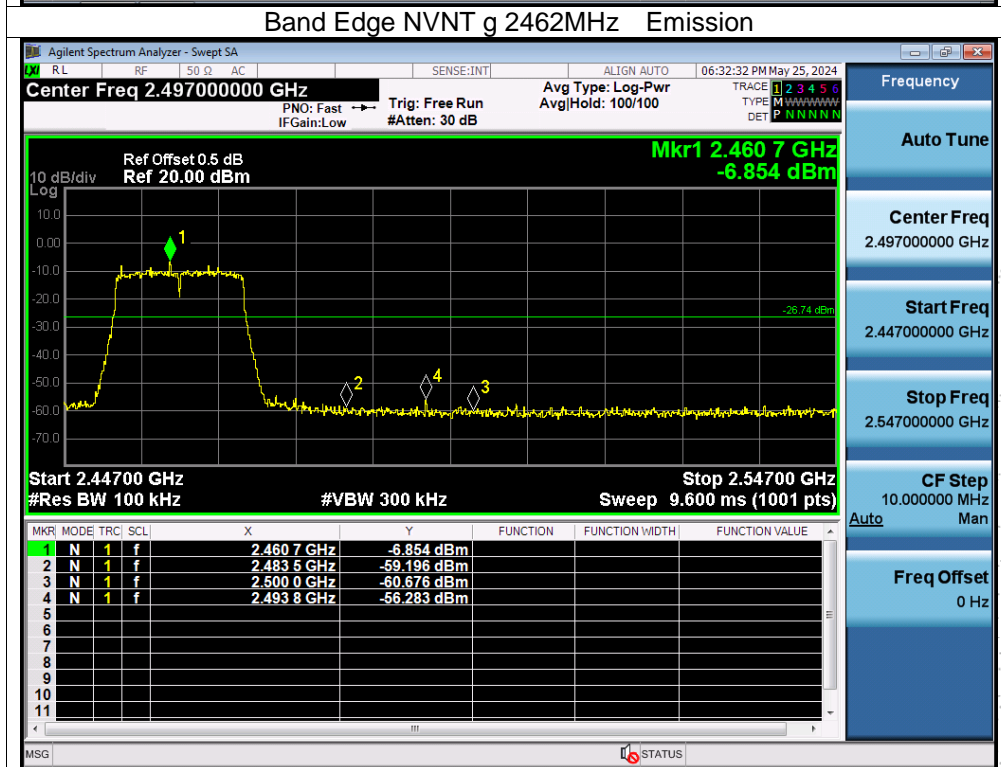 Band Edge NVNT g 2462MHz Emission
Agilent Spectrum Analyzer - Swept SA
LXI RL RF 50 Ω AC SENSE:INT ALIGN AUTO 06:32:32 PM May 25, 2024
Center Freq 2.497000000 GHz
PNO: Fast
IFGain:Low
Trig: Free Run
#Atten: 30 dB
Avg Type: Log-Pwr
Avg|Hold: 100/100
TRACE 1 2 3 4 5 6
TYPE M WWWWW
DET P N N N N N
Frequency
Auto Tune
Center Freq
2.497000000 GHz
Start Freq
2.447000000 GHz
Stop Freq
2.547000000 GHz
CF Step
10.000000 MHz
Auto Man
Freq Offset
0 Hz
Mkr1 2.460 7 GHz
-6.854 dBm
Ref Offset 0.5 dB
10 dB/div Ref 20.00 dBm
Log
10.0
0.00
-10.0
-20.0
-30.0
-40.0
-50.0
-60.0
-70.0
1
-26.74 dBm
2
4
3
Start 2.44700 GHz Stop 2.54700 GHz
#Res BW 100 kHz #VBW 300 kHz Sweep 9.600 ms (1001 pts)
MKR MODE TRC SCL X Y FUNCTION FUNCTION WIDTH FUNCTION VALUE
1 N 1 f 2.460 7 GHz -6.854 dBm
2 N 1 f 2.483 5 GHz -59.196 dBm
3 N 1 f 2.500 0 GHz -60.676 dBm
4 N 1 f 2.493 8 GHz -56.283 dBm
5
6
7
8
9
10
11
MSG STATUS